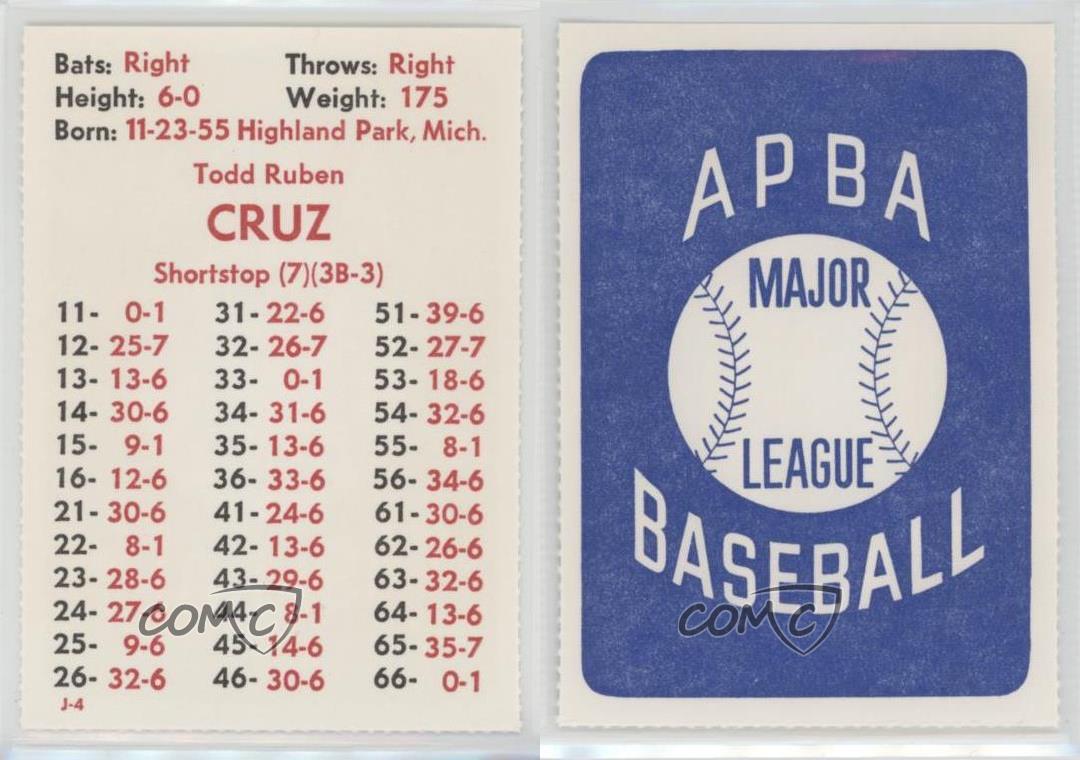 Bats: Right Throws: Right
Height: 6-0 Weight: 175
Born: 11-23-55 Highland Park, Mich.
Todd Ruben
CRUZ
Shortstop (7)(3B-3)
11- 0-1 31- 22-6 51- 39-6
12- 25-7 32- 26-7 52- 27-7
13- 13-6 33- 0-1 53- 18-6
14- 30-6 34- 31-6 54- 32-6
15- 9-1 35- 13-6 55- 8-1
16- 12-6 36- 33-6 56- 34-6
21- 30-6 41- 24-6 61- 30-6
22- 8-1 42- 13-6 62- 26-6
23- 28-6 43- 29-6 63- 32-6
24- 27-6 44- 8-1 64- 13-6
25- 9-6 45- 14-6 65- 35-7
26- 32-6 46- 30-6 66- 0-1
J-4
COMC
APBA
MAJOR
LEAGUE
BASEBALL
COMC